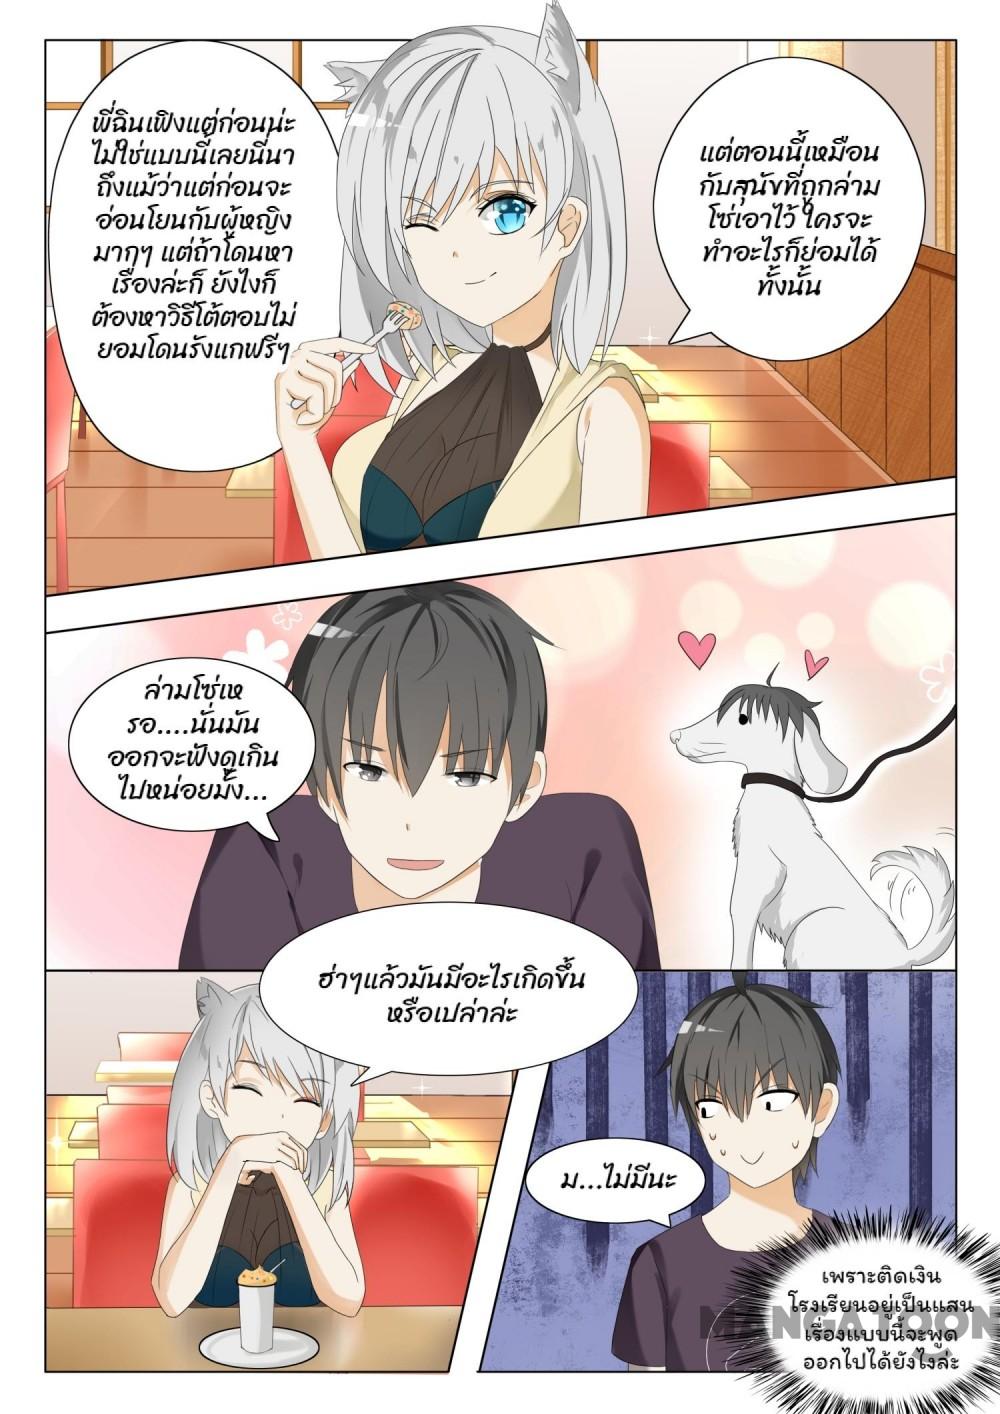 พี่ฉินเฟิงแต่ก่อนน่ะ
ไม่ใช่แบบนี้เลยนี่นา
ถึงแม้ว่าแต่ก่อนจะ
อ่อนโยนกับผู้หญิง
มากๆ แต่ถ้าโดนหา
เรื่องล่ะก็ ยังไงก็
ต้องหาวิธีโต้ตอบไม่
ยอมโดนรังแกฟรีๆ
แต่ตอนนี้เหมือน
กับสุนัขที่ถูกล่าม
โซ่เอาไว้ ใครจะ
ทำอะไรก็ย่อมได้
ทั้งนั้น
ล่ามโซ่เห
รอ....นั่นมัน
ออกจะฟังดูเกิน
ไปหน่อยมั้ง...
ฮ่าๆแล้วมันมีอะไรเกิดขึ้น
หรือเปล่าล่ะ
ม...ไม่มีนะ
เพราะติดเงิน
โรงเรียนอยู่เป็นแสน
เรื่องแบบนี้จะพูด
ออกไปได้ยังไงล่ะ
MANGATOON